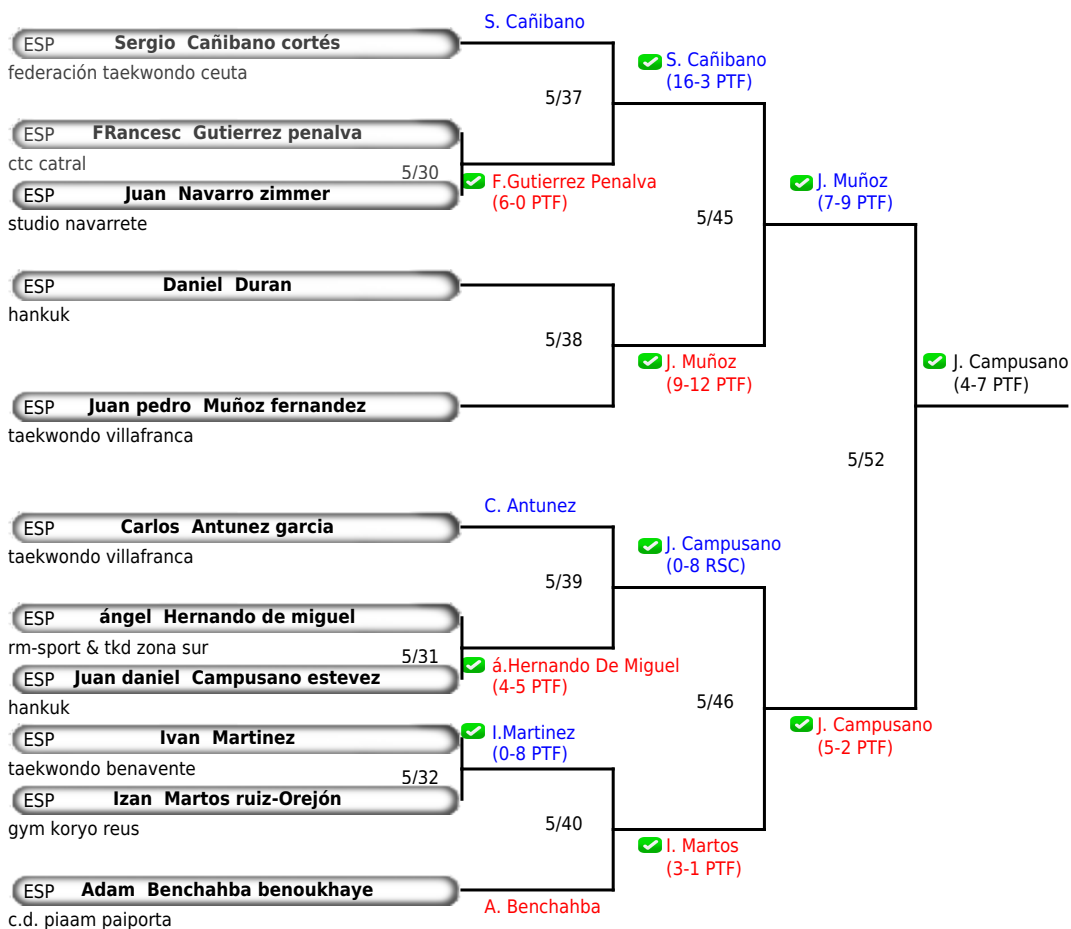 S. Cañibano
ESP Sergio Cañibano cortés
federación taekwondo ceuta
S. Cañibano
(16-3 PTF)
5/37
ESP FRancesc Gutierrez penalva
ctc catral
5/30
F.Gutierrez Penalva
(6-0 PTF)
ESP Juan Navarro zimmer
studio navarrete
J. Muñoz
(7-9 PTF)
5/45
ESP Daniel Duran
hankuk
5/38
J. Muñoz
(9-12 PTF)
J. Campusano
(4-7 PTF)
ESP Juan pedro Muñoz fernandez
taekwondo villafranca
5/52
C. Antunez
ESP Carlos Antunez garcia
taekwondo villafranca
J. Campusano
(0-8 RSC)
5/39
ESP ángel Hernando de miguel
rm-sport & tkd zona sur
5/31
á.Hernando De Miguel
(4-5 PTF)
ESP Juan daniel Campusano estevez
hankuk
5/46
J. Campusano
(5-2 PTF)
ESP Ivan Martinez
taekwondo benavente
I.Martinez
(0-8 PTF)
5/32
ESP Izan Martos ruiz-Orejón
gym koryo reus
5/40
I. Martos
(3-1 PTF)
ESP Adam Benchahba benoukhaye
c.d. piaam paiporta
A. Benchahba